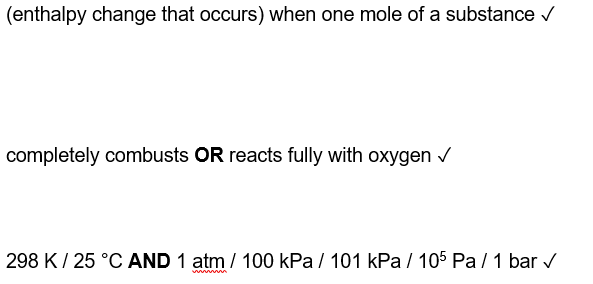 (enthalpy change that occurs) when one mole of a substance ✓
completely combusts OR reacts fully with oxygen ✓
298 K / 25 °C AND 1 atm / 100 kPa / 101 kPa / 10⁵ Pa / 1 bar ✓